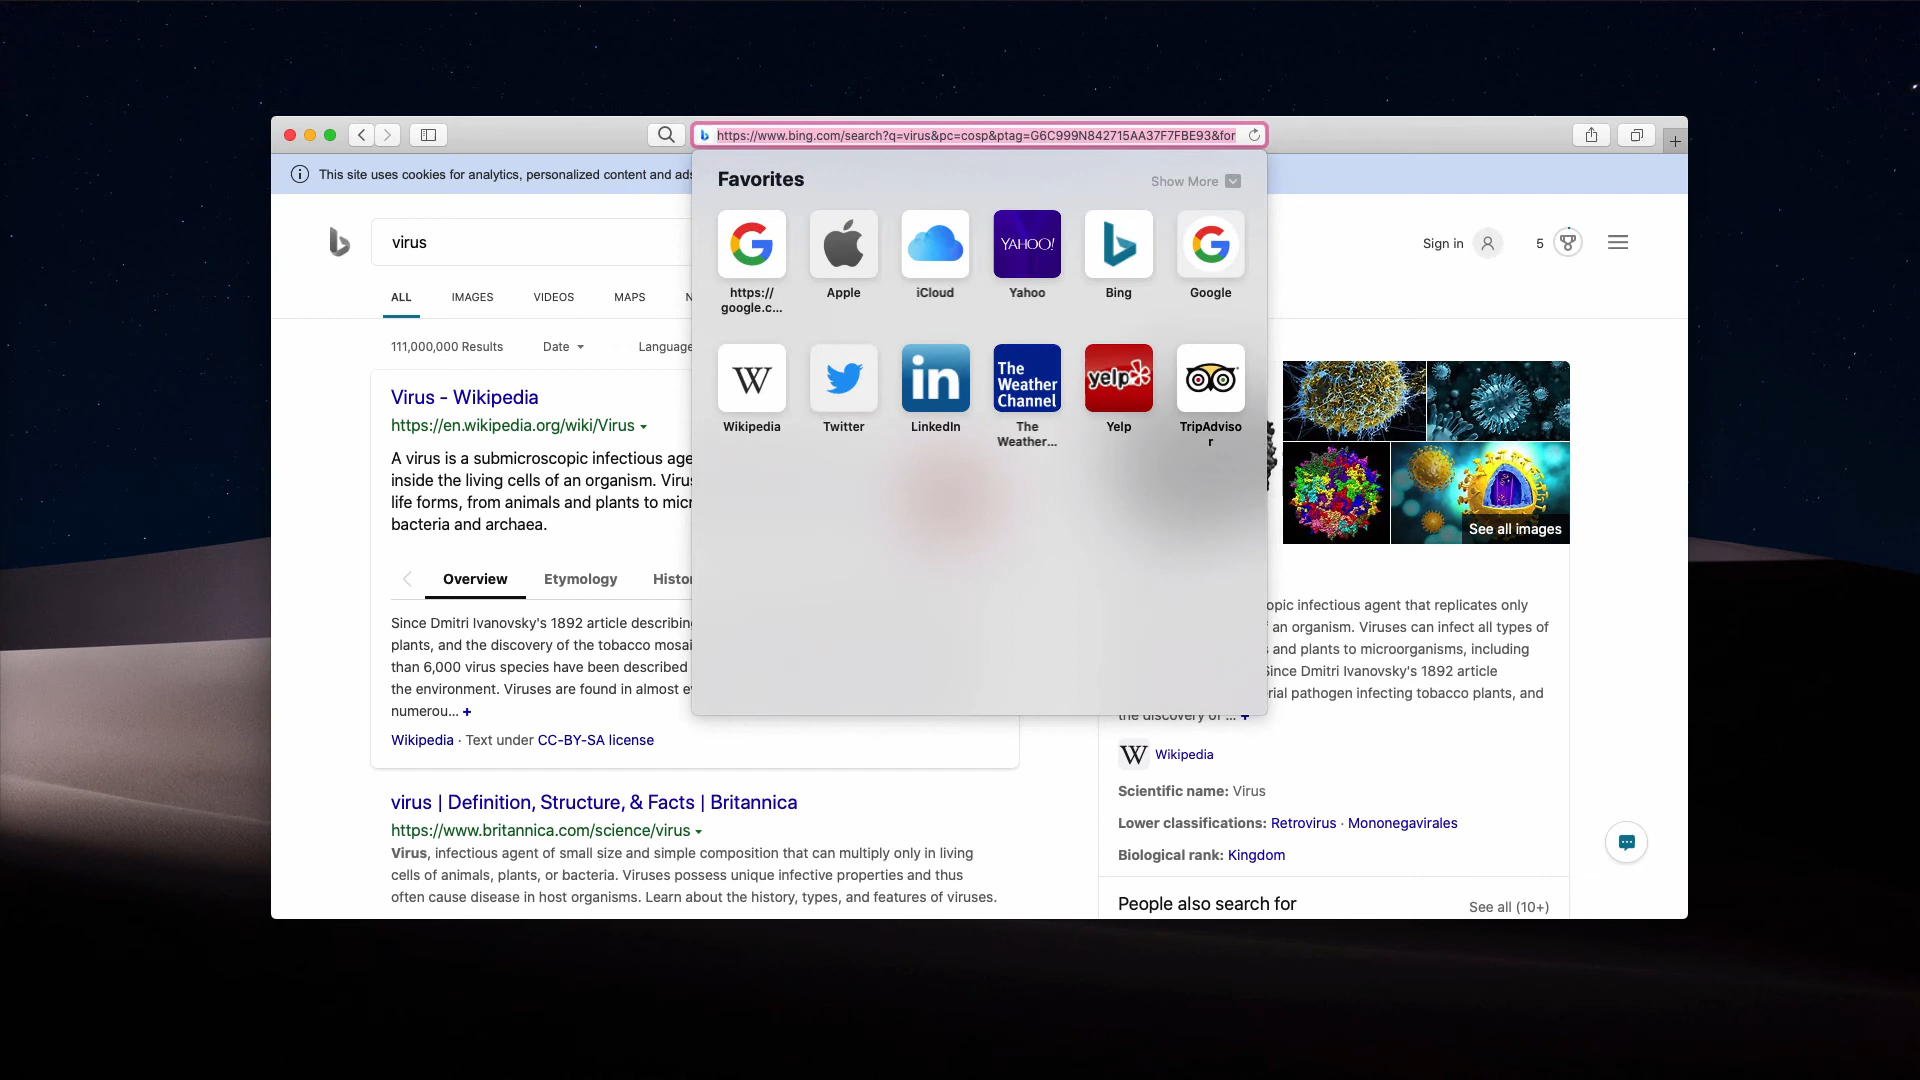 https://www.bing.com/search?q=virus&pc=cosp&ptag=G6C999N842715AA37F7FBE93&for
This site uses cookies for analytics, personalized content and ads
Favorites
Show More
https://
google.c...
Apple
iCloud
YAHOO!
Yahoo
Bing
Google
W
Wikipedia
Twitter
in
LinkedIn
The
Weather
Channel
The
Weather...
yelp
Yelp
TripAdviso
r
virus
Sign in
5
ALL
IMAGES
VIDEOS
MAPS
N
111,000,000 Results
Date
Language
Virus - Wikipedia
https://en.wikipedia.org/wiki/Virus
A virus is a submicroscopic infectious age
inside the living cells of an organism. Viru
life forms, from animals and plants to micr
bacteria and archaea.
Overview
Etymology
Histor
Since Dmitri Ivanovsky's 1892 article describing
plants, and the discovery of the tobacco mosai
than 6,000 virus species have been described
the environment. Viruses are found in almost e
numerou... +
Wikipedia · Text under CC-BY-SA license
virus | Definition, Structure, & Facts | Britannica
https://www.britannica.com/science/virus
Virus, infectious agent of small size and simple composition that can multiply only in living
cells of animals, plants, or bacteria. Viruses possess unique infective properties and thus
often cause disease in host organisms. Learn about the history, types, and features of viruses.
See all images
opic infectious agent that replicates only
an organism. Viruses can infect all types of
and plants to microorganisms, including
Since Dmitri Ivanovsky's 1892 article
rial pathogen infecting tobacco plants, and
the discovery of ... +
W
Wikipedia
Scientific name: Virus
Lower classifications: Retrovirus · Mononegavirales
Biological rank: Kingdom
People also search for
See all (10+)